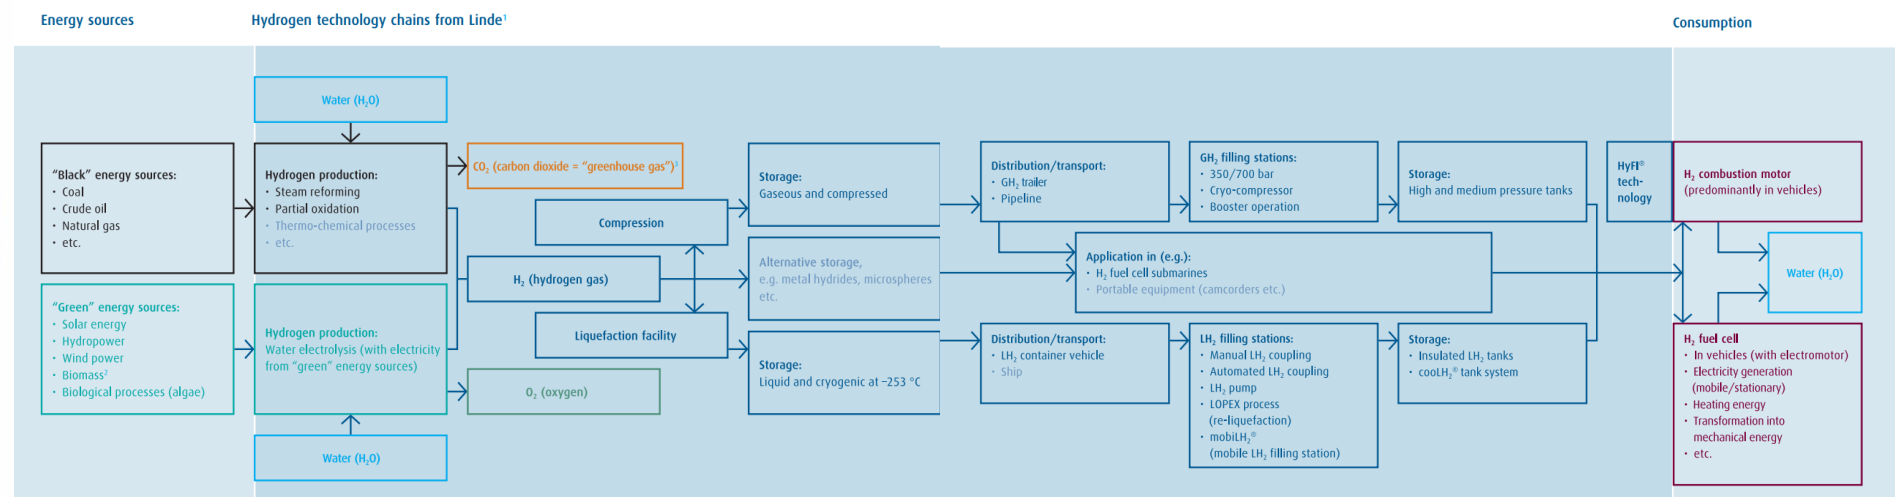 Energy sources
Hydrogen technology chains from Linde¹
Consumption
Water (H₂O)
"Black" energy sources:
· Coal
· Crude oil
· Natural gas
· etc.
Hydrogen production:
· Steam reforming
· Partial oxidation
· Thermo-chemical processes
· etc.
CO₂ (carbon dioxide = "greenhouse gas")³
Compression
H₂ (hydrogen gas)
Liquefaction facility
Storage:
Gaseous and compressed
Alternative storage,
e.g. metal hydrides, microspheres
etc.
Storage:
Liquid and cryogenic at –253 °C
"Green" energy sources:
· Solar energy
· Hydropower
· Wind power
· Biomass²
· Biological processes (algae)
Hydrogen production:
Water electrolysis (with electricity
from "green" energy sources)
O₂ (oxygen)
Water (H₂O)
Distribution/transport:
· GH₂ trailer
· Pipeline
GH₂ filling stations:
· 350/700 bar
· Cryo-compressor
· Booster operation
Storage:
High and medium pressure tanks
HyFI®
tech-
nology
H₂ combustion motor
(predominantly in vehicles)
Application in (e.g.):
· H₂ fuel cell submarines
· Portable equipment (camcorders etc.)
Water (H₂O)
Distribution/transport:
· LH₂ container vehicle
· Ship
LH₂ filling stations:
· Manual LH₂ coupling
· Automated LH₂ coupling
· LH₂ pump
· LOPEX process
(re-liquefaction)
· mobiLH₂®
(mobile LH₂ filling station)
Storage:
· Insulated LH₂ tanks
· cooLH₂® tank system
H₂ fuel cell
· In vehicles (with electromotor)
· Electricity generation
(mobile/stationary)
· Heating energy
· Transformation into
mechanical energy
· etc.